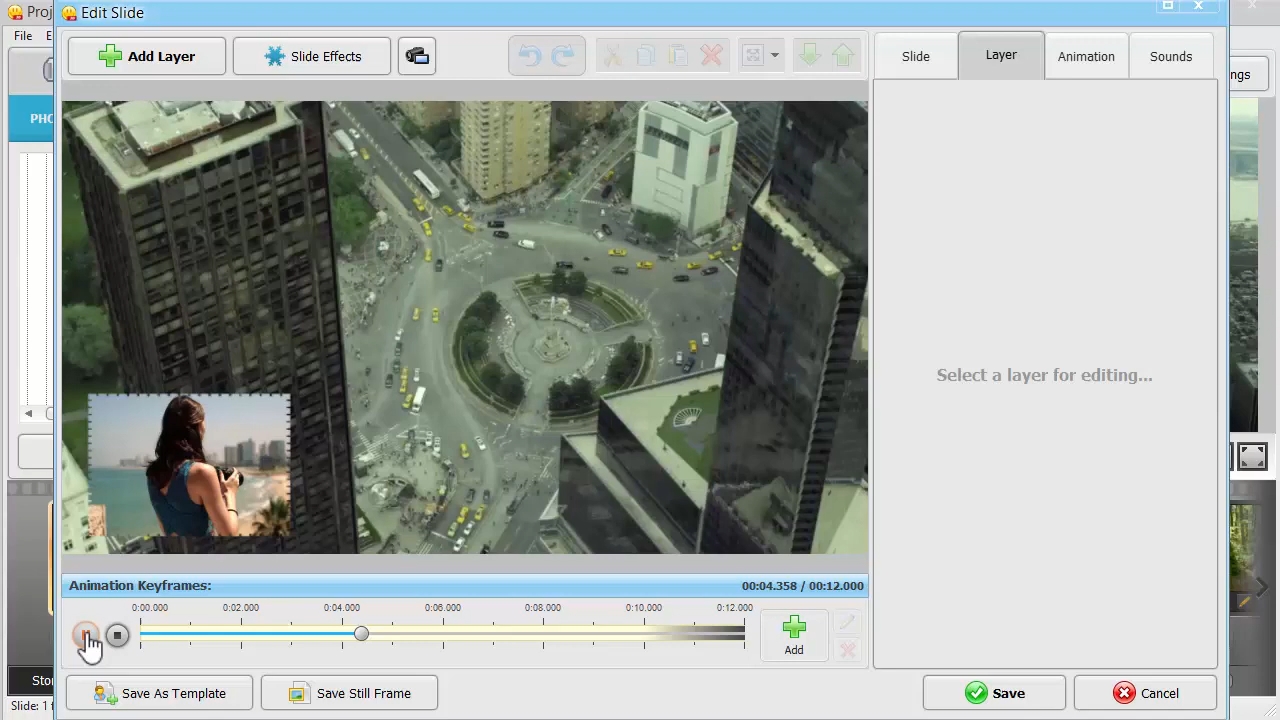 Proj
Edit Slide
File
E
Add Layer
Slide Effects
Slide
Layer
Animation
Sounds
ngs
PHO
Select a layer for editing...
Animation Keyframes:
00:04.358 / 00:12.000
0:00.000 0:02.000 0:04.000 0:06.000 0:08.000 0:10.000 0:12.000
Add
Save As Template
Save Still Frame
Save
Cancel
Stor
Slide: 1